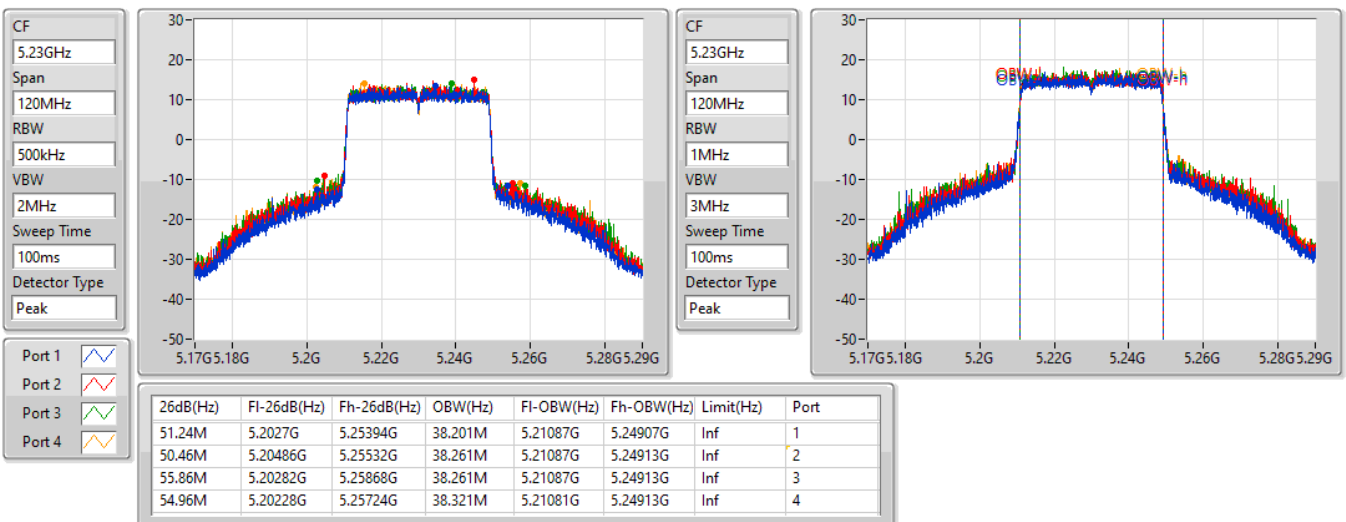 CF
5.23GHz
Span
120MHz
RBW
500kHz
VBW
2MHz
Sweep Time
100ms
Detector Type
Peak
30
20
10
0
-10
-20
-30
-40
-50
5.17G 5.18G 5.2G 5.22G 5.24G 5.26G 5.28G 5.29G
CF
5.23GHz
Span
120MHz
RBW
1MHz
VBW
3MHz
Sweep Time
100ms
Detector Type
Peak
30
20
10
0
-10
-20
-30
-40
-50
OBW-h
5.17G 5.18G 5.2G 5.22G 5.24G 5.26G 5.28G 5.29G
Port 1
Port 2
Port 3
Port 4
26dB(Hz) Fl-26dB(Hz) Fh-26dB(Hz) OBW(Hz) Fl-OBW(Hz) Fh-OBW(Hz) Limit(Hz) Port
51.24M 5.2027G 5.25394G 38.201M 5.21087G 5.24907G Inf 1
50.46M 5.20486G 5.25532G 38.261M 5.21087G 5.24913G Inf 2
55.86M 5.20282G 5.25868G 38.261M 5.21087G 5.24913G Inf 3
54.96M 5.20228G 5.25724G 38.321M 5.21081G 5.24913G Inf 4